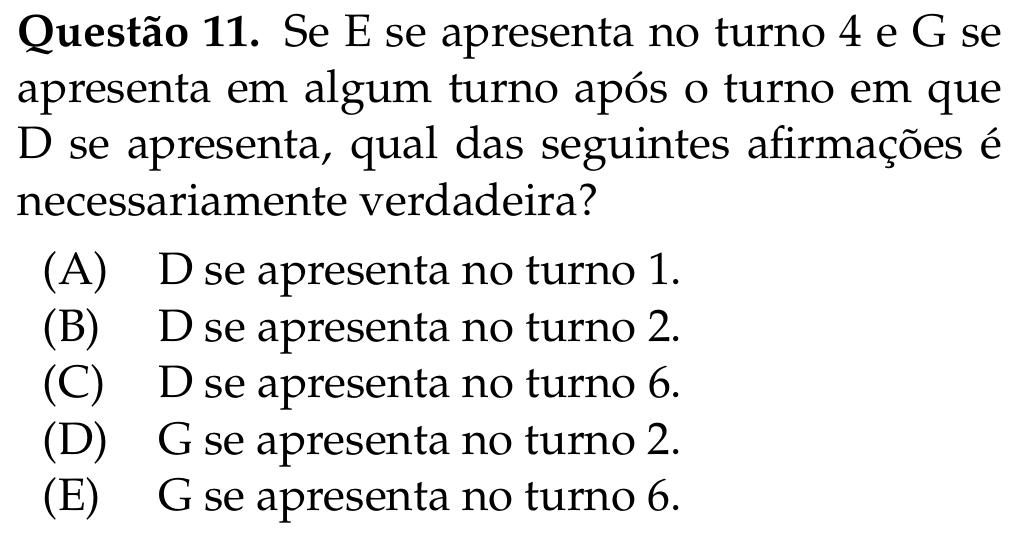 Questão 11. Se E se apresenta no turno 4 e G se
apresenta em algum turno após o turno em que
D se apresenta, qual das seguintes afirmações é
necessariamente verdadeira?
(A) D se apresenta no turno 1.
(B) D se apresenta no turno 2.
(C) D se apresenta no turno 6.
(D) G se apresenta no turno 2.
(E) G se apresenta no turno 6.